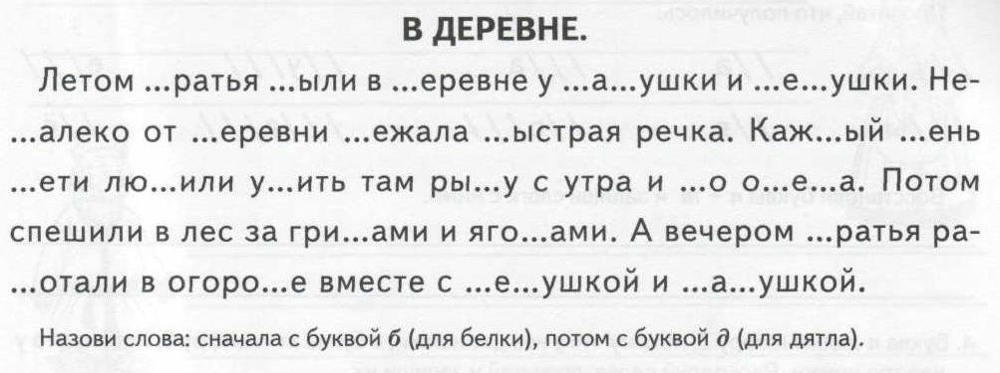 В ДЕРЕВНЕ.
Летом ...ратья ...ыли в ...еревне у ...а...ушки и ...е...ушки. Не-
...алеко от ...еревни ...ежала ...ыстрая речка. Каж...ый ...ень
...ети лю...или у...ить там ры...у с утра и ...о о...е...а. Потом
спешили в лес за гри...ами и яго...ами. А вечером ...ратья ра-
...отали в огоро...е вместе с ...е...ушкой и ...а...ушкой.
Назови слова: сначала с буквой б (для белки), потом с буквой д (для дятла).